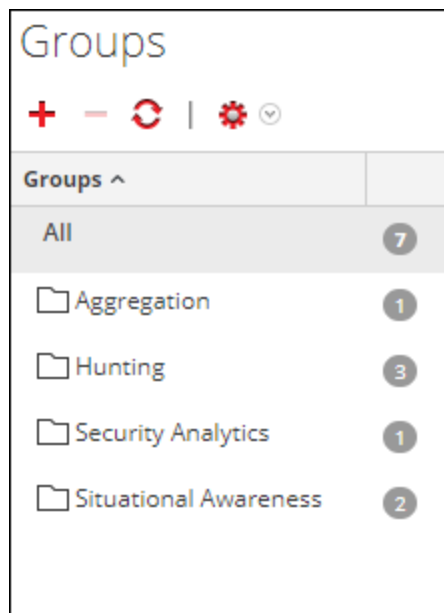 Groups
Groups
All 7
Aggregation 1
Hunting 3
Security Analytics 1
Situational Awareness 2